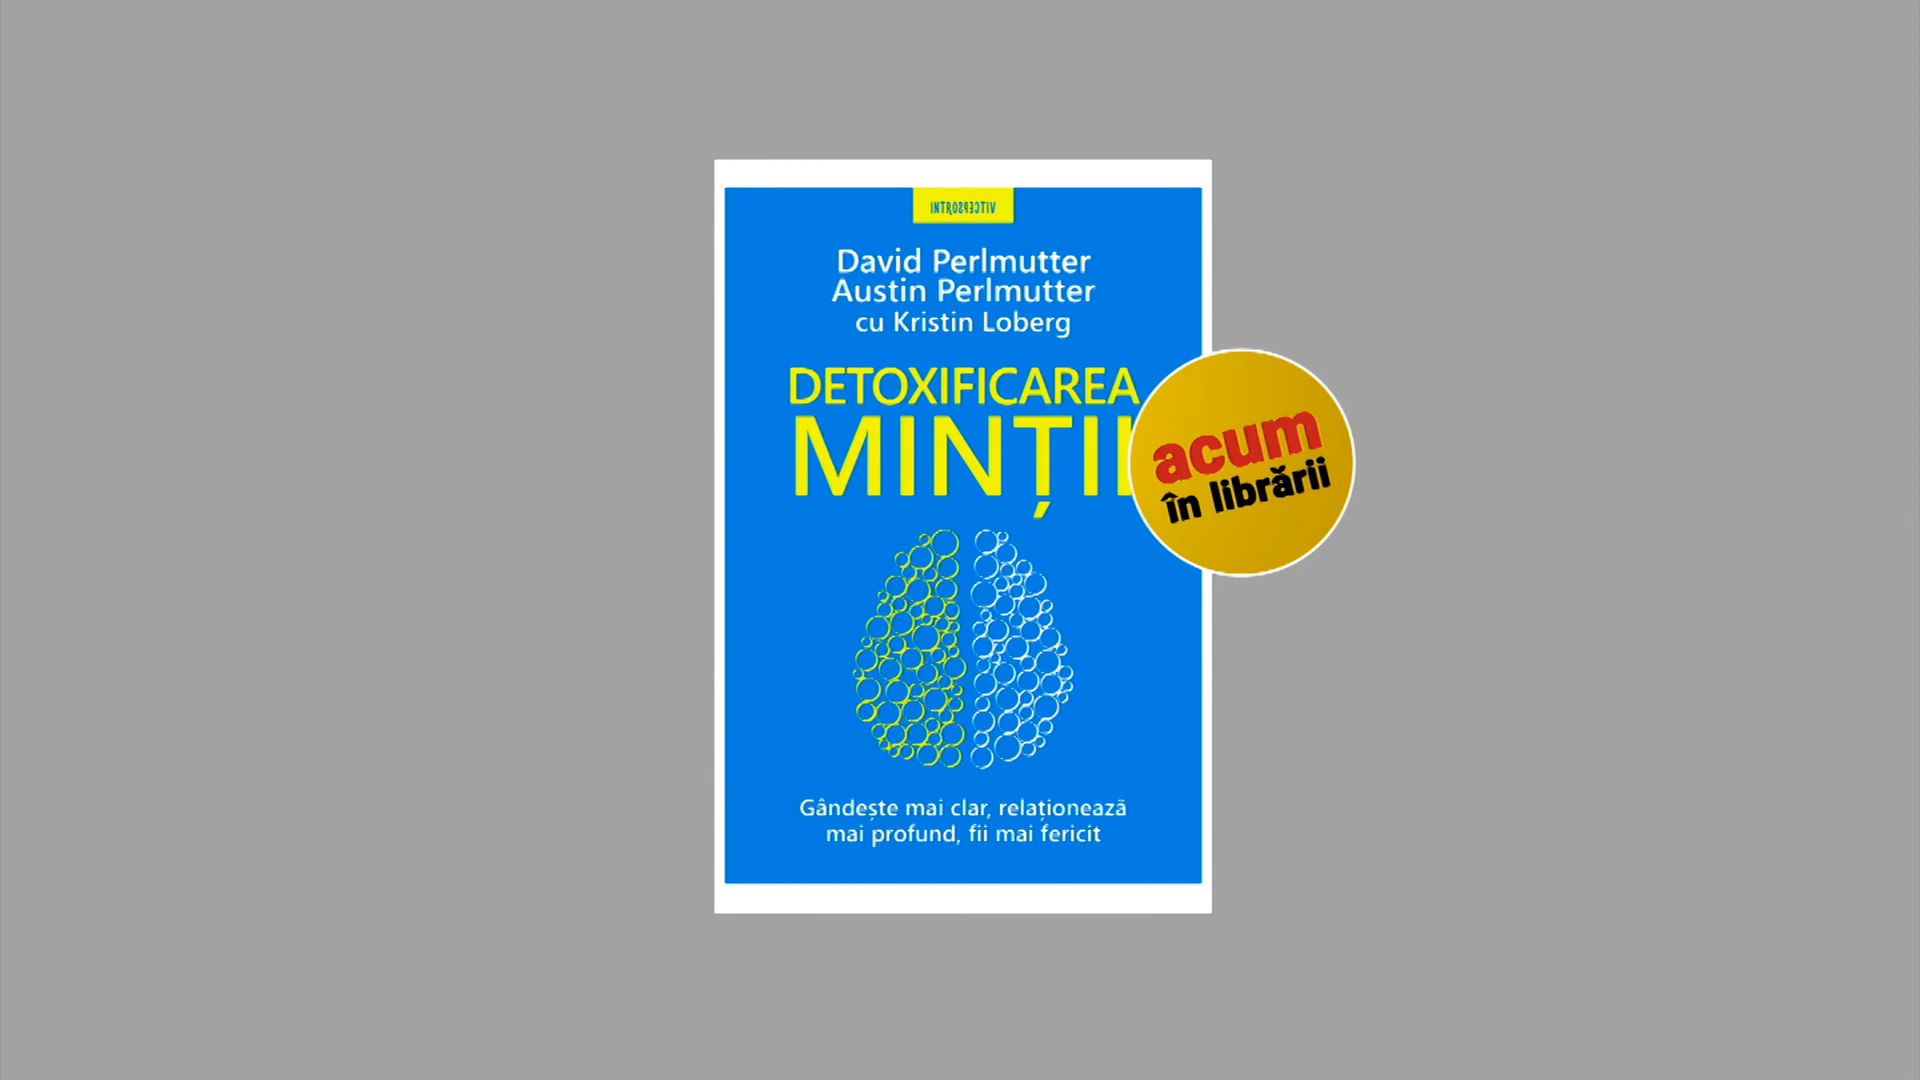 INTROSPECTIV
David Perlmutter
Austin Perlmutter
cu Kristin Loberg
DETOXIFICAREA
MINȚII
Gândește mai clar, relaționează
mai profund, fii mai fericit
acum
în librării